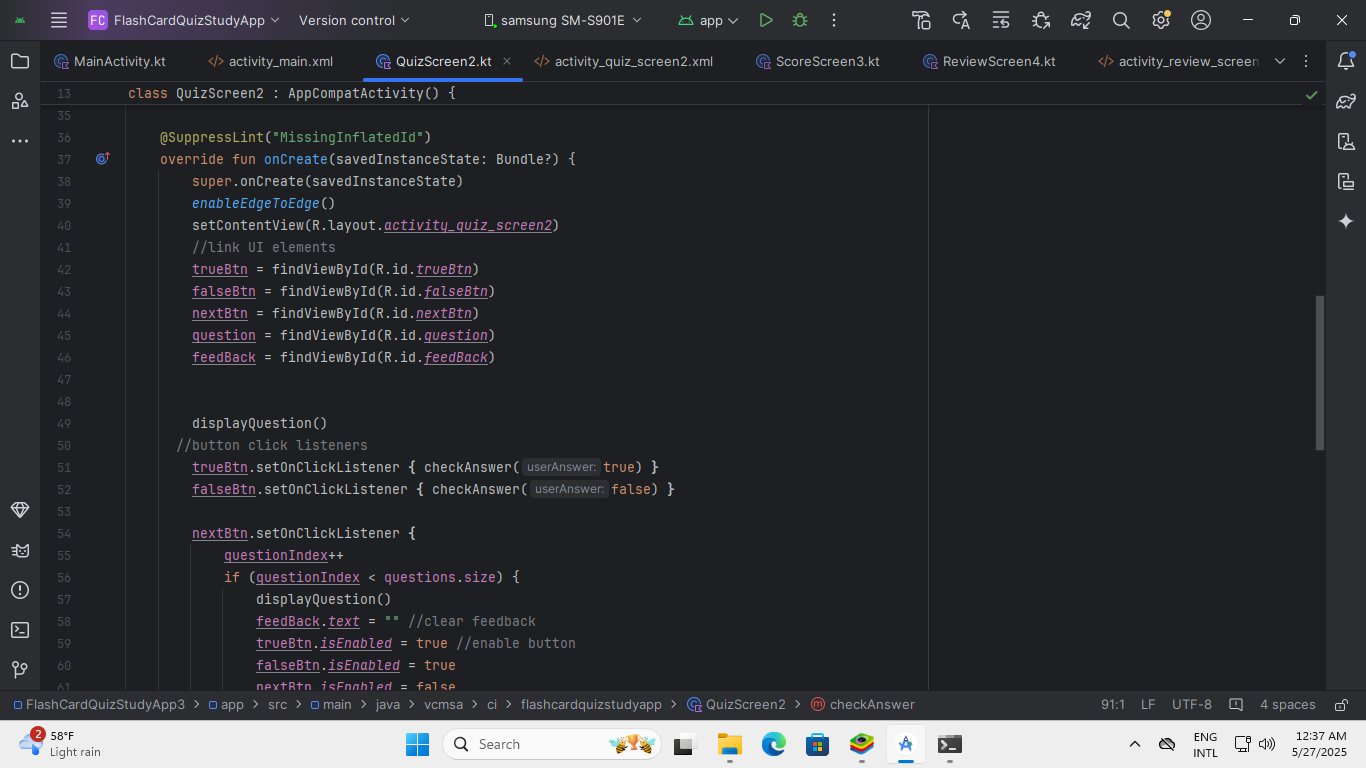 FC FlashCardQuizStudyApp Version control samsung SM-S901E app
MainActivity.kt activity_main.xml QuizScreen2.kt activity_quiz_screen2.xml ScoreScreen3.kt ReviewScreen4.kt activity_review_screen
13 class QuizScreen2 : AppCompatActivity() {
35
36 @SuppressLint("MissingInflatedId")
37 override fun onCreate(savedInstanceState: Bundle?) {
38 super.onCreate(savedInstanceState)
39 enableEdgeToEdge()
40 setContentView(R.layout.activity_quiz_screen2)
41 //link UI elements
42 trueBtn = findViewById(R.id.trueBtn)
43 falseBtn = findViewById(R.id.falseBtn)
44 nextBtn = findViewById(R.id.nextBtn)
45 question = findViewById(R.id.question)
46 feedBack = findViewById(R.id.feedBack)
47
48
49 displayQuestion()
50 //button click listeners
51 trueBtn.setOnClickListener { checkAnswer( userAnswer: true) }
52 falseBtn.setOnClickListener { checkAnswer( userAnswer: false) }
53
54 nextBtn.setOnClickListener {
55 questionIndex++
56 if (questionIndex < questions.size) {
57 displayQuestion()
58 feedBack.text = "" //clear feedback
59 trueBtn.isEnabled = true //enable button
60 falseBtn.isEnabled = true
61 nextBtn.isEnabled = false
FlashCardQuizStudyApp3 > app > src > main > java > vcmsa > ci > flashcardquizstudyapp > QuizScreen2 > checkAnswer 91:1 LF UTF-8 4 spaces
2 58°F
Light rain
Search
ENG
INTL
12:37 AM
5/27/2025